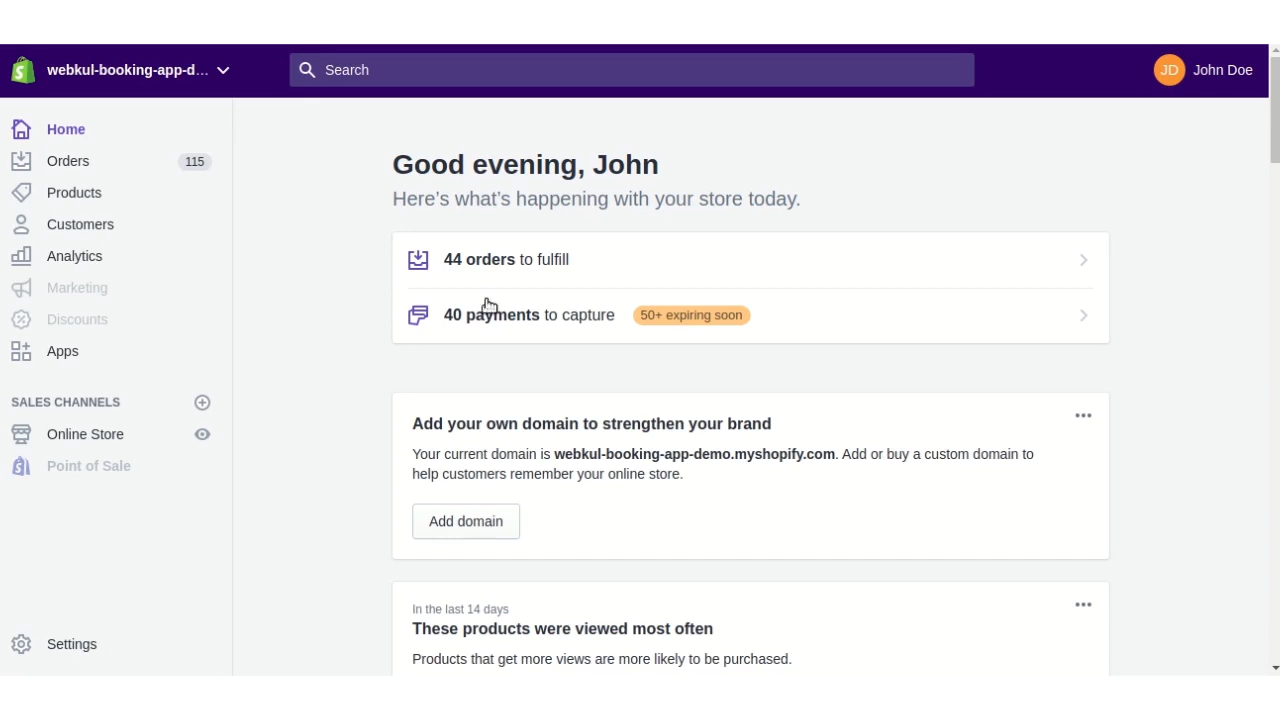 webkul-booking-app-d...
Search
JD
John Doe
Home
Orders 115
Products
Customers
Analytics
Marketing
Discounts
Apps
SALES CHANNELS
Online Store
Point of Sale
Settings
Good evening, John
Here's what's happening with your store today.
44 orders to fulfill
40 payments to capture 50+ expiring soon
Add your own domain to strengthen your brand
Your current domain is webkul-booking-app-demo.myshopify.com. Add or buy a custom domain to
help customers remember your online store.
Add domain
In the last 14 days
These products were viewed most often
Products that get more views are more likely to be purchased.